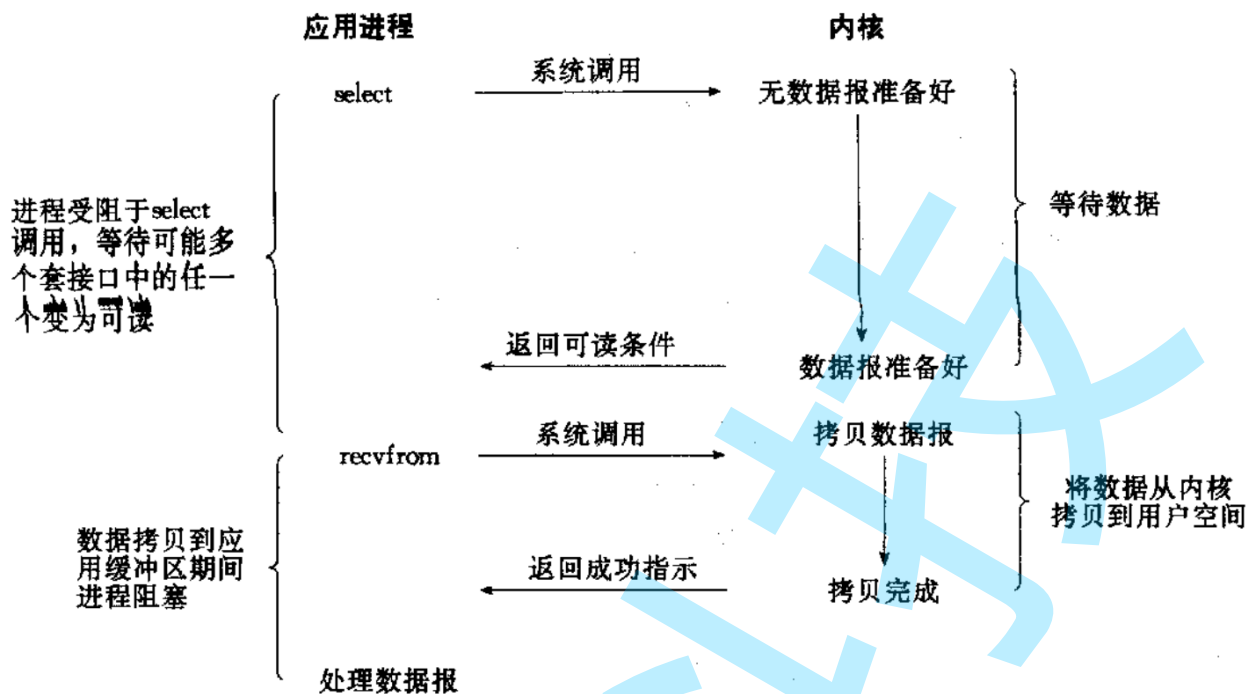 应用进程
内核
select
系统调用
无数据报准备好
进程受阻于select
调用，等待可能多
个套接口中的任一
个变为可读
等待数据
返回可读条件
数据报准备好
recvfrom
系统调用
拷贝数据报
将数据从内核
拷贝到用户空间
数据拷贝到应
用缓冲区期间
进程阻塞
返回成功指示
拷贝完成
处理数据报